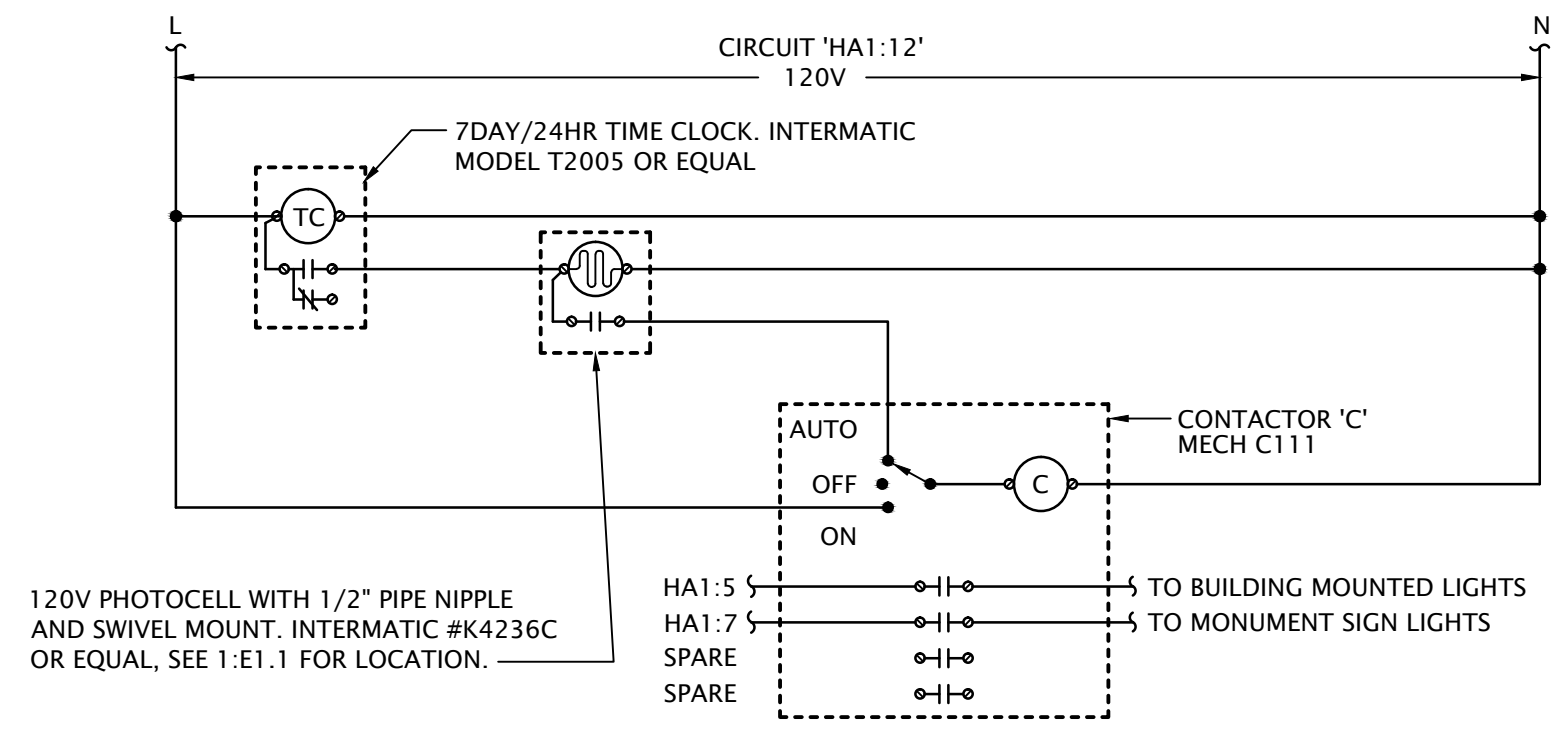 L
N
CIRCUIT 'HA1:12'
120V
7DAY/24HR TIME CLOCK. INTERMATIC
MODEL T2005 OR EQUAL
TC
CONTACTOR 'C'
MECH C111
AUTO
OFF
C
ON
120V PHOTOCELL WITH 1/2" PIPE NIPPLE
AND SWIVEL MOUNT. INTERMATIC #K4236C
OR EQUAL, SEE 1:E1.1 FOR LOCATION.
HA1:5
TO BUILDING MOUNTED LIGHTS
HA1:7
TO MONUMENT SIGN LIGHTS
SPARE
SPARE